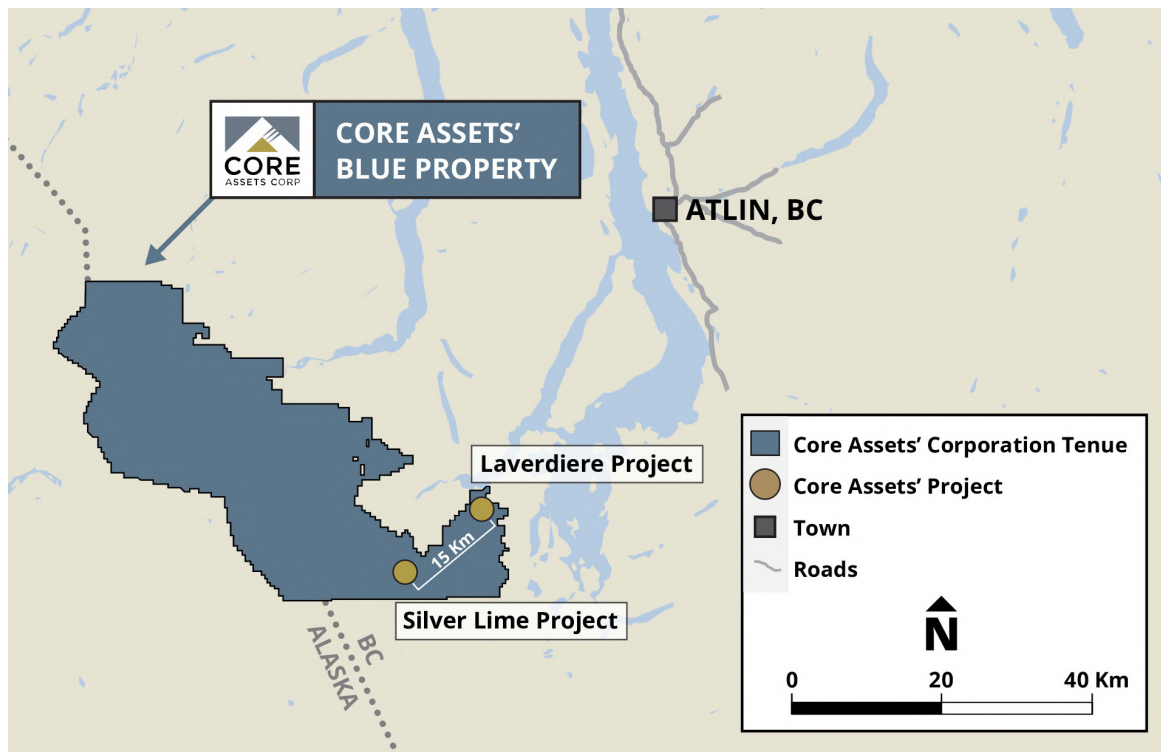 CORE
ASSETS CORP
CORE ASSETS’
BLUE PROPERTY
ATLIN, BC
Laverdiere Project
15 Km
Silver Lime Project
BC
ALASKA
Core Assets’ Corporation Tenue
Core Assets’ Project
Town
Roads
N
0 20 40 Km